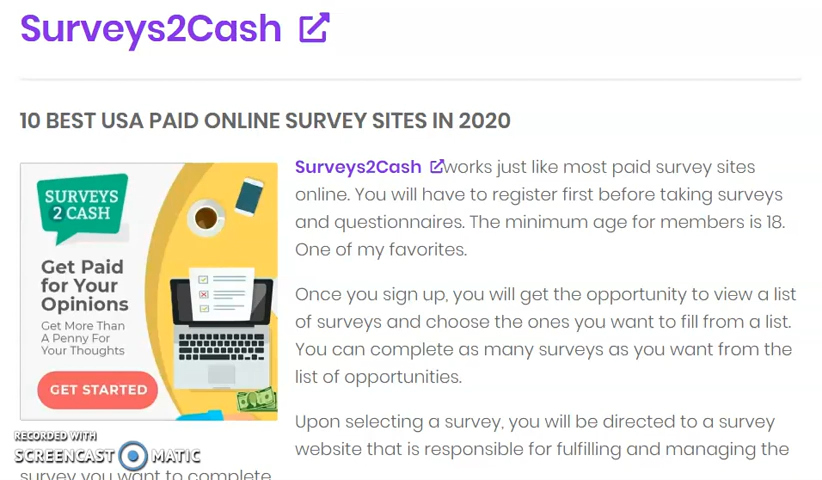 Surveys2Cash
10 BEST USA PAID ONLINE SURVEY SITES IN 2020
SURVEYS
2 CASH
Get Paid
for Your
Opinions
Get More Than
A Penny For
Your Thoughts
GET STARTED
Surveys2Cash works just like most paid survey sites
online. You will have to register first before taking surveys
and questionnaires. The minimum age for members is 18.
One of my favorites.
Once you sign up, you will get the opportunity to view a list
of surveys and choose the ones you want to fill from a list.
You can complete as many surveys as you want from the
list of opportunities.
Upon selecting a survey, you will be directed to a survey
website that is responsible for fulfilling and managing the
survey you want to complete
RECORDED WITH
SCREENCAST MATIC